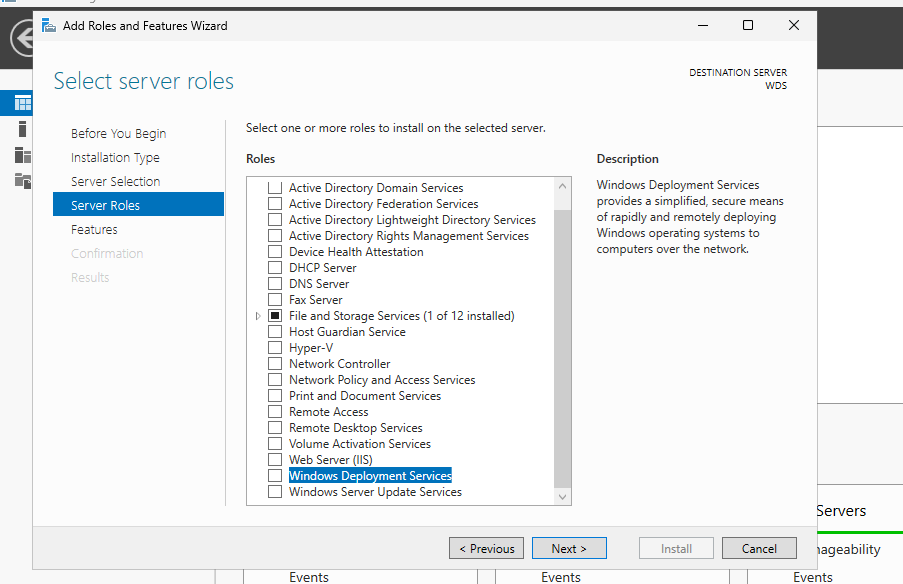 Add Roles and Features Wizard
Select server roles
DESTINATION SERVER
WDS
Before You Begin
Installation Type
Server Selection
Server Roles
Features
Confirmation
Results
Select one or more roles to install on the selected server.
Roles
Active Directory Domain Services
Active Directory Federation Services
Active Directory Lightweight Directory Services
Active Directory Rights Management Services
Device Health Attestation
DHCP Server
DNS Server
Fax Server
File and Storage Services (1 of 12 installed)
Host Guardian Service
Hyper-V
Network Controller
Network Policy and Access Services
Print and Document Services
Remote Access
Remote Desktop Services
Volume Activation Services
Web Server (IIS)
Windows Deployment Services
Windows Server Update Services
Description
Windows Deployment Services
provides a simplified, secure means
of rapidly and remotely deploying
Windows operating systems to
computers over the network.
< Previous
Next >
Install
Cancel
Servers
nageability
Events
Events
Events